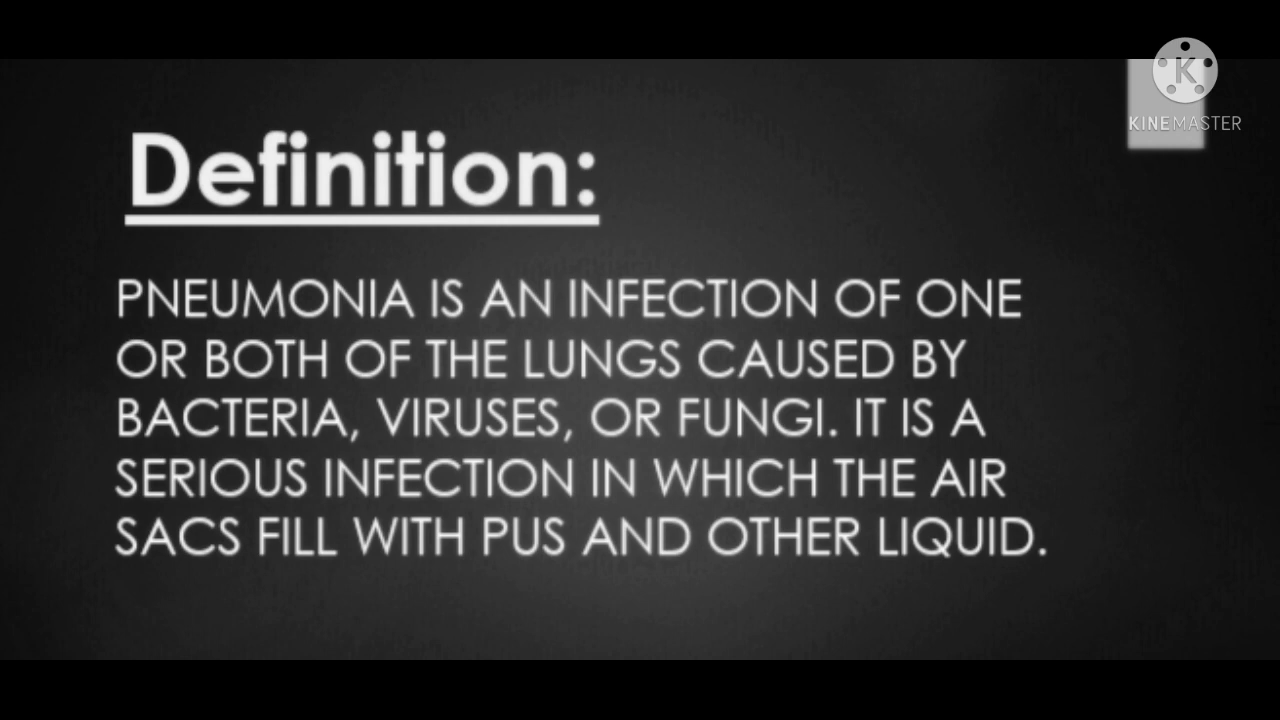 K
KINEMASTER
Definition:
PNEUMONIA IS AN INFECTION OF ONE
OR BOTH OF THE LUNGS CAUSED BY
BACTERIA, VIRUSES, OR FUNGI. IT IS A
SERIOUS INFECTION IN WHICH THE AIR
SACS FILL WITH PUS AND OTHER LIQUID.